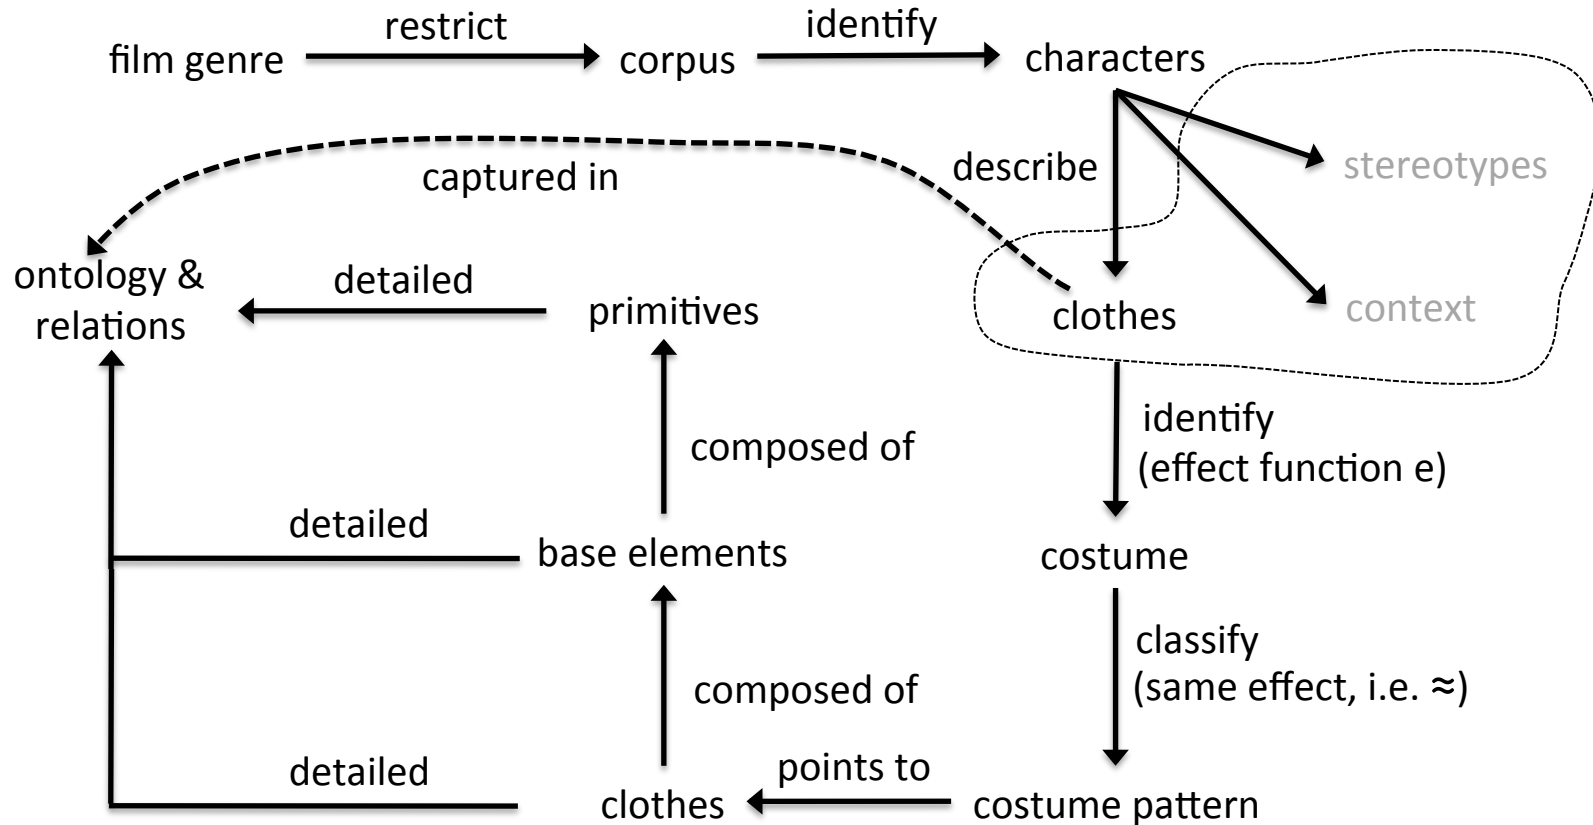 restrict
identify
film genre
corpus
characters
captured in
describe
stereotypes
ontology &
relations
detailed
primitives
clothes
context
composed of
identify
(effect function e)
detailed
base elements
costume
classify
(same effect, i.e. ≈)
composed of
detailed
points to
clothes
costume pattern